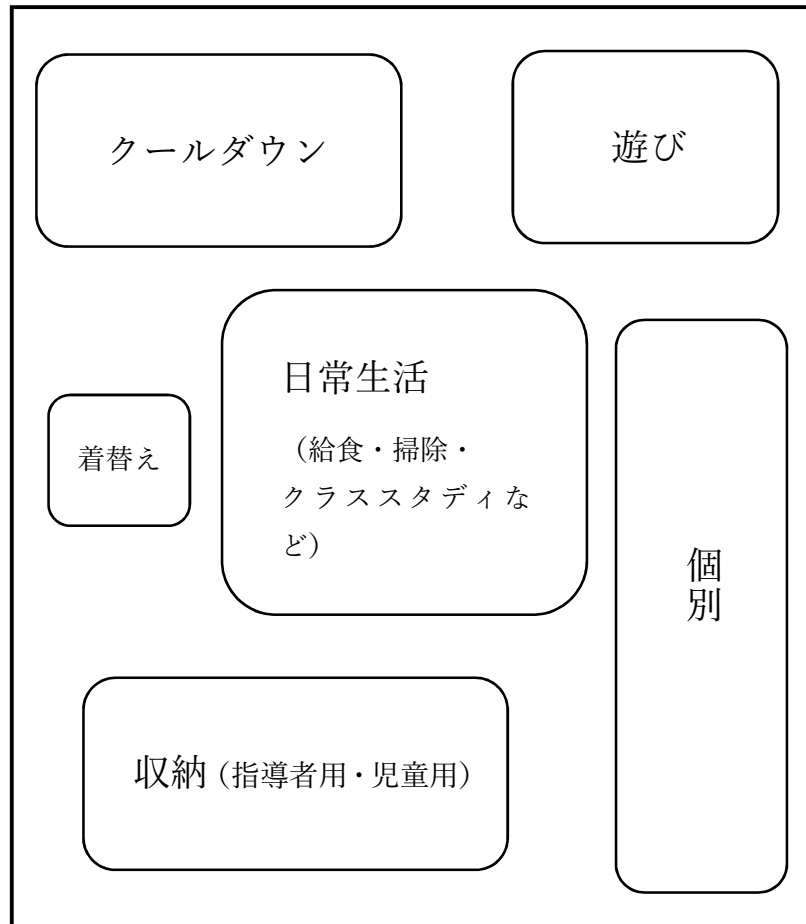 クールダウン
遊び
日常生活
（給食・掃除・
クラススタディな
ど）
着替え
個別
収納（指導者用・児童用）